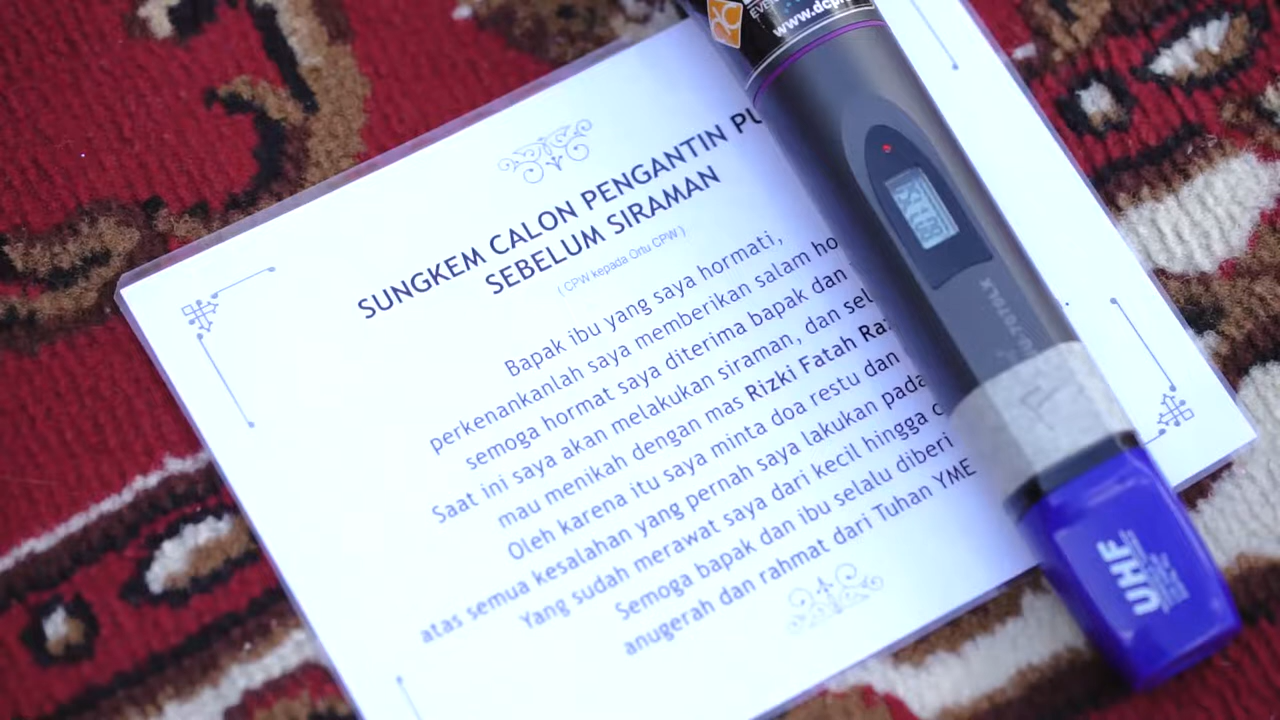 SUNGKEM CALON PENGANTIN
SEBELUM SIRAMAN
( CPW kepada Ortu CPW )
Bapak ibu yang saya hormati,
perkenankanlah saya memberikan salam
semoga hormat saya diterima bapak dan
Saat ini saya akan melakukan siraman, dan
mau menikah dengan mas Rizki Fatah
Oleh karena itu saya minta doa restu dan
atas semua kesalahan yang pernah saya lakukan pada
Yang sudah merawat saya dari kecil hingga
Semoga bapak dan ibu selalu diberi
anugerah dan rahmat dari Tuhan YME
UHF